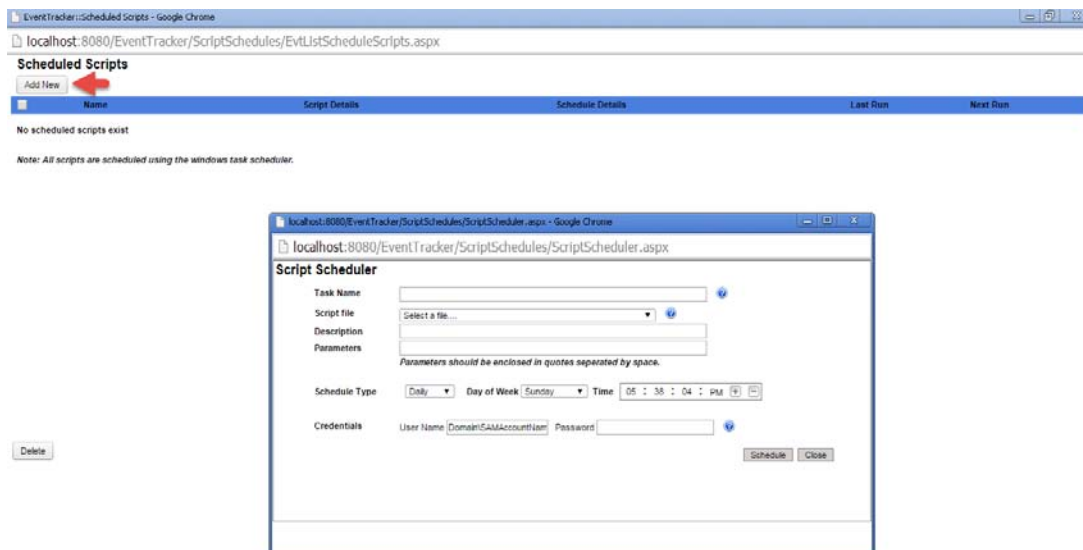 EventTracker::Scheduled Scripts - Google Chrome
localhost:8080/EventTracker/ScriptSchedules/EvtListScheduleScripts.aspx
Scheduled Scripts
Add New
Name Script Details Schedule Details Last Run Next Run
No scheduled scripts exist
Note: All scripts are scheduled using the windows task scheduler.
localhost:8080/EventTracker/ScriptSchedules/ScriptScheduler.aspx - Google Chrome
localhost:8080/EventTracker/ScriptSchedules/ScriptScheduler.aspx
Script Scheduler
Task Name
Script file Select a file....
Description
Parameters
Parameters should be enclosed in quotes seperated by space.
Schedule Type Daily Day of Week Sunday Time 05 : 38 : 04 : PM
Credentials User Name Domain\SAMAccountNam Password
Schedule Close
Delete